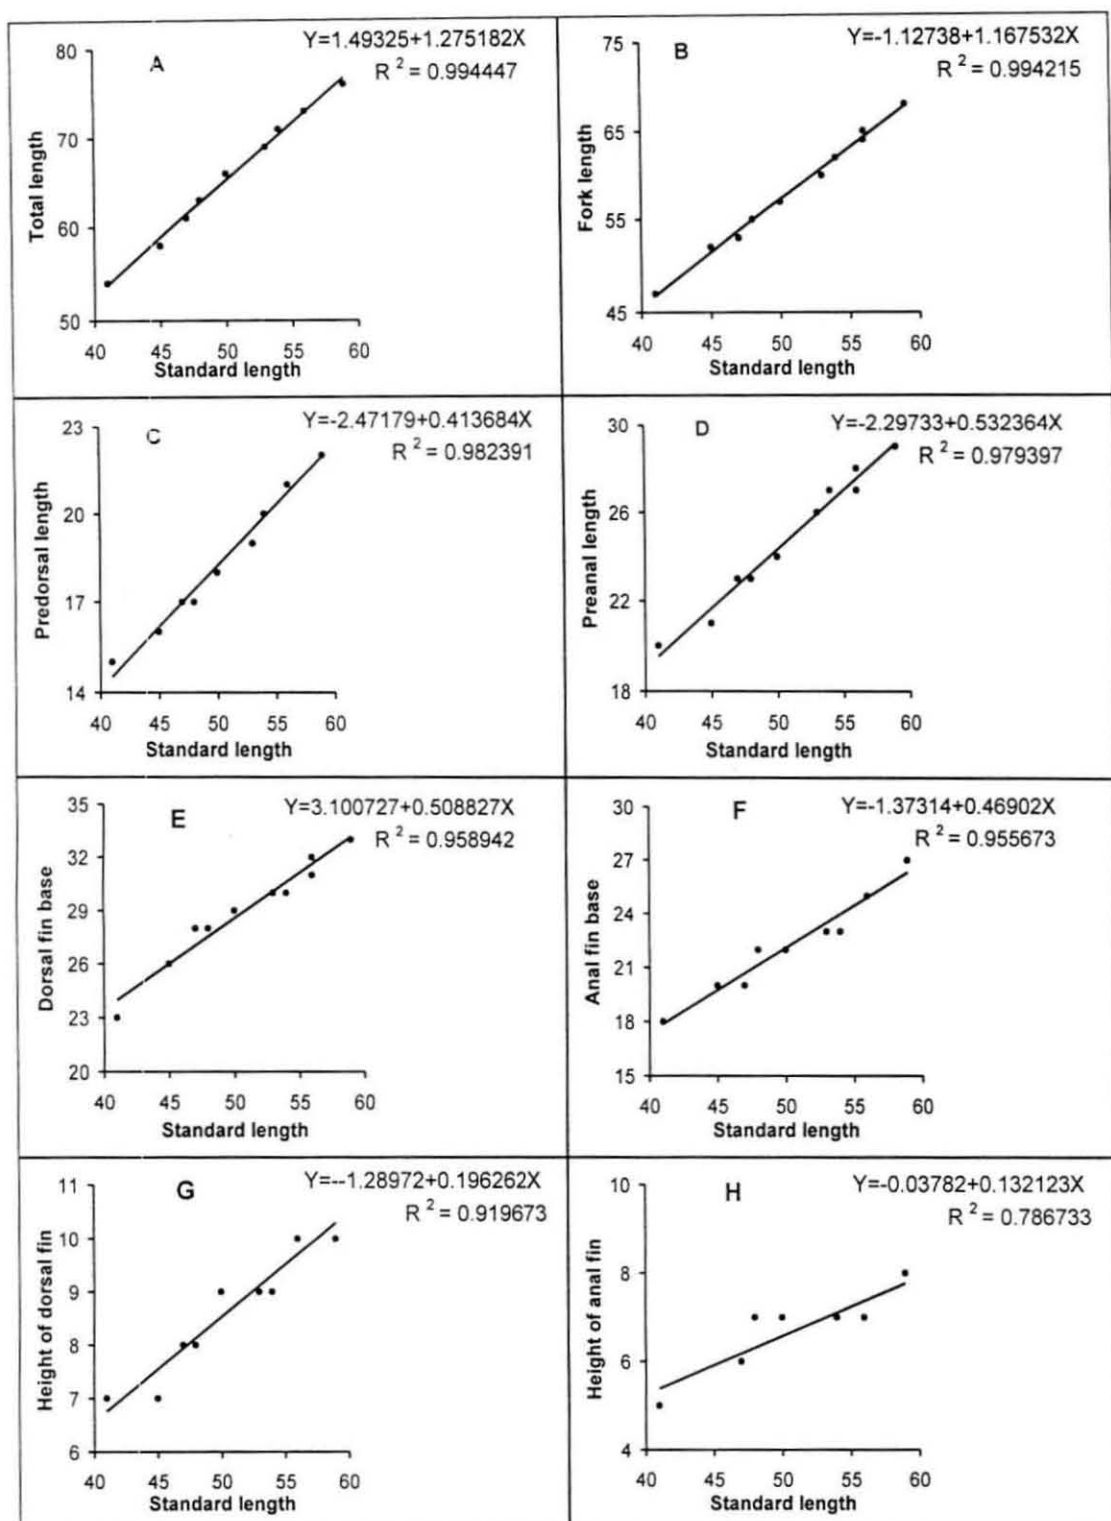 Y=1.49325+1.275182X
R 2 = 0.994447
A
80
70
60
50
Total length
40 45 50 55 60
Standard length
Y=-1.12738+1.167532X
R 2 = 0.994215
B
75
65
55
45
Fork length
40 45 50 55 60
Standard length
Y=-2.47179+0.413684X
R 2 = 0.982391
C
23
20
17
14
Predorsal length
40 45 50 55 60
Standard length
Y=-2.29733+0.532364X
R 2 = 0.979397
D
30
26
22
18
Preanal length
40 45 50 55 60
Standard length
Y=3.100727+0.508827X
R 2 = 0.958942
E
35
32
29
26
23
20
Dorsal fin base
40 45 50 55 60
Standard length
Y=-1.37314+0.46902X
R 2 = 0.955673
F
30
27
24
21
18
15
Anal fin base
40 45 50 55 60
Standard length
Y=--1.28972+0.196262X
R 2 = 0.919673
G
11
10
9
8
7
6
Height of dorsal fin
40 45 50 55 60
Standard length
Y=-0.03782+0.132123X
R 2 = 0.786733
H
10
8
6
4
Height of anal fin
40 45 50 55 60
Standard length